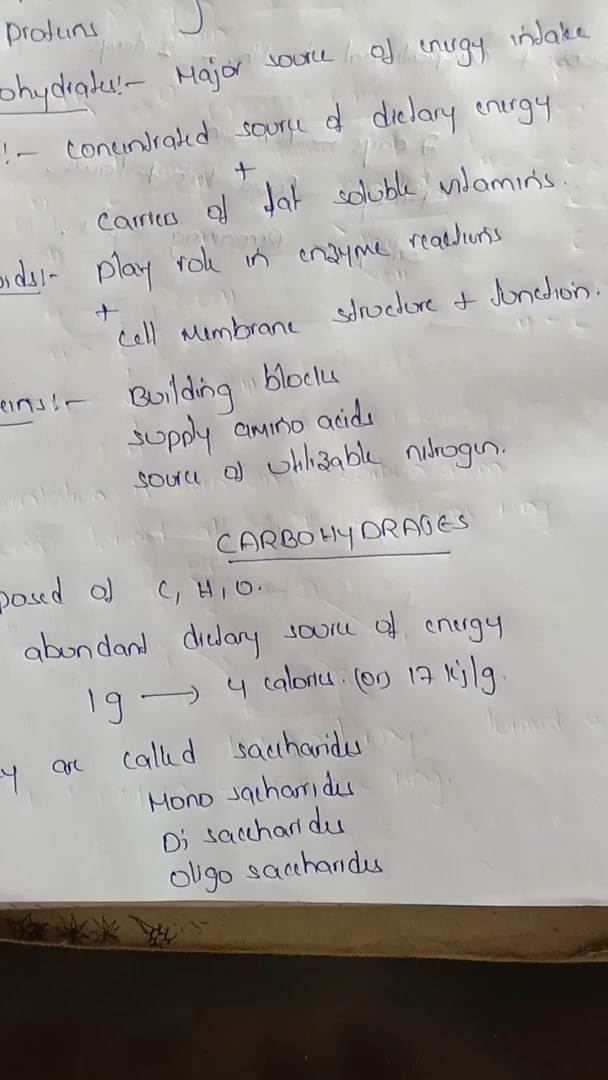 Proteins
ohydrates:- Major source of energy intake
:- Concentrated source of dietary energy
+
carriers of fat soluble vitamins.
ids:- play role in enzyme reactions
+
cell Membrane structure + function.
eins:- Building blocks
supply amino acids
source of utilizable nitrogen.
CARBOHYDRAGES
posed of C, H, O.
abundant dietary source of energy
1g → 4 calories (or) 17 Kj/g.
y are called saccharides
Mono sacharrides
Di saccharides
Oligo saccharides